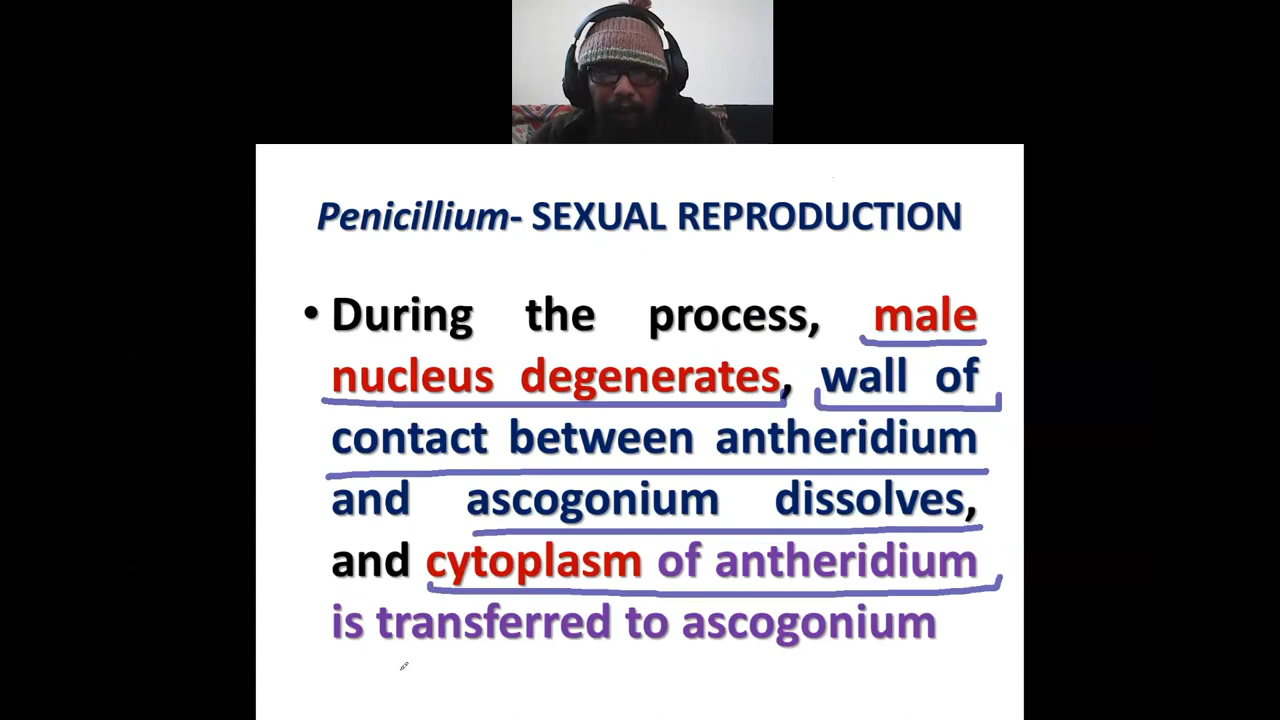 Penicillium- SEXUAL REPRODUCTION
• During the process, male
nucleus degenerates, wall of
contact between antheridium
and ascogonium dissolves,
and cytoplasm of antheridium
is transferred to ascogonium